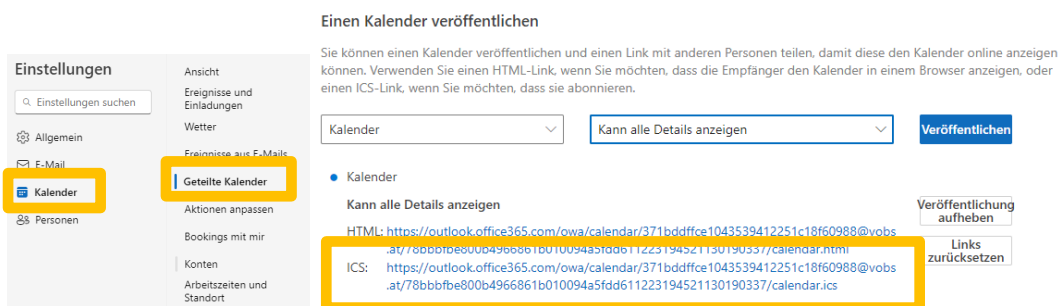 Einen Kalender veröffentlichen
Sie können einen Kalender veröffentlichen und einen Link mit anderen Personen teilen, damit diese den Kalender online anzeigen
können. Verwenden Sie einen HTML-Link, wenn Sie möchten, dass die Empfänger den Kalender in einem Browser anzeigen, oder
einen ICS-Link, wenn Sie möchten, dass sie abonnieren.
Einstellungen
Einstellungen suchen
Allgemein
E-Mail
Kalender
Personen
Ansicht
Ereignisse und
Einladungen
Wetter
Ereignisse aus E-Mails
Geteilte Kalender
Aktionen anpassen
Bookings mit mir
Konten
Arbeitszeiten und
Standort
Kalender
Kann alle Details anzeigen
Veröffentlichen
Kalender
Kann alle Details anzeigen
HTML: https://outlook.office365.com/owa/calendar/371bddffce1043539412251c18f60988@vobs
.at/78bbbfbe800b4966861b010094a5fdd6112231945211301​90337/calendar.html
ICS: https://outlook.office365.com/owa/calendar/371bddffce1043539412251c18f60988@vobs
.at/78bbbfbe800b4966861b010094a5fdd611223194521130190337/calendar.ics
Veröffentlichung
aufheben
Links
zurücksetzen